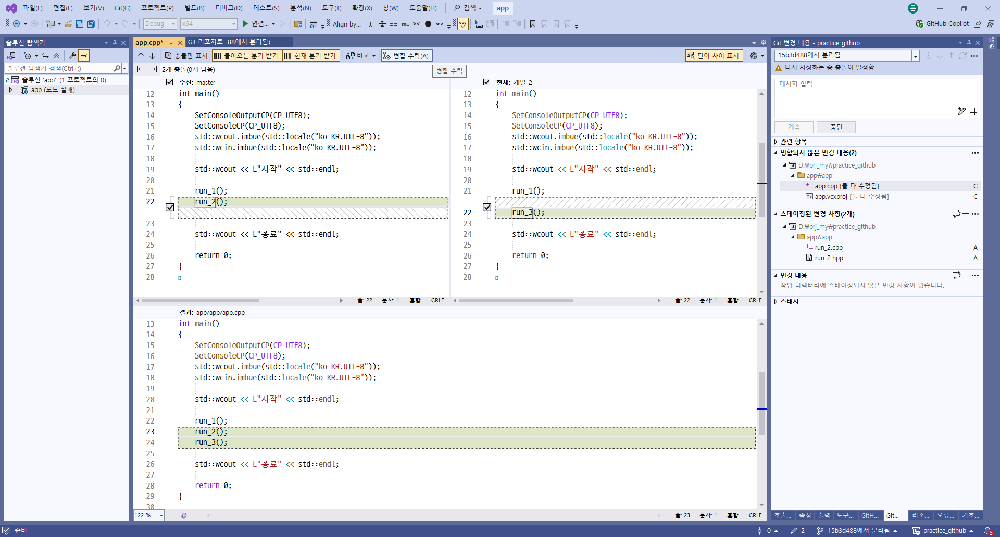 파일(F) 편집(E) 보기(V) Git(G) 프로젝트(P) 빌드(B) 디버그(D) 테스트(S) 분석(N) 도구(T) 확장(X) 창(W) 도움말(H) 검색 app
Debug x64 연결... Align by... GitHub Copilot
솔루션 탐색기
솔루션 탐색기 검색(Ctrl+;)
솔루션 'app' (1 프로젝트의 0)
app (로드 실패)
app.cpp* Git 리포지토...88에서 분리됨)
충돌만 표시 들어오는 분기 받기 현재 분기 받기 비교 병합 수락(A) 단어 차이 표시
2개 충돌(0개 남음)
병합 수락
수신: master
12 int main()
13 {
14 SetConsoleOutputCP(CP_UTF8);
15 SetConsoleCP(CP_UTF8);
16 std::wcout.imbue(std::locale("ko_KR.UTF-8"));
17 std::wcin.imbue(std::locale("ko_KR.UTF-8"));
18
19 std::wcout << L"시작" << std::endl;
20
21 run_1();
22 run_2();
23
24 std::wcout << L"종료" << std::endl;
25
26 return 0;
27 }
28
줄: 22 문자: 1 혼합 CRLF
현재: 개발-2
12 int main()
13 {
14 SetConsoleOutputCP(CP_UTF8);
15 SetConsoleCP(CP_UTF8);
16 std::wcout.imbue(std::locale("ko_KR.UTF-8"));
17 std::wcin.imbue(std::locale("ko_KR.UTF-8"));
18
19 std::wcout << L"시작" << std::endl;
20
21 run_1();
22 run_3();
23
24 std::wcout << L"종료" << std::endl;
25
26 return 0;
27 }
28
줄: 22 문자: 1 혼합 CRLF
결과: app/app/app.cpp
13 int main()
14 {
15 SetConsoleOutputCP(CP_UTF8);
16 SetConsoleCP(CP_UTF8);
17 std::wcout.imbue(std::locale("ko_KR.UTF-8"));
18 std::wcin.imbue(std::locale("ko_KR.UTF-8"));
19
20 std::wcout << L"시작" << std::endl;
21
22 run_1();
23 run_2();
24 run_3();
25
26 std::wcout << L"종료" << std::endl;
27
28 return 0;
29 }
30
122 % 줄: 23 문자: 1 혼합 CRLF
Git 변경 내용 - practice_github
15b3d488에서 분리됨
다시 지정하는 중 충돌이 발생함
메시지 입력
계속 중단
관련 항목
병합되지 않은 변경 내용(2)
D:₩prj_my₩practice_github
app₩app
app.cpp [둘 다 수정됨] C
app.vcxproj [둘 다 수정됨] C
스테이징된 변경 사항(2개)
D:₩prj_my₩practice_github
app₩app
run_2.cpp A
run_2.hpp A
변경 내용
작업 디렉터리에 스테이징되지 않은 변경 사항이 없습니다.
스태시
호출... 속성 출력 도구... GitH... Git... 리소... 오류... 기호...
준비 0 2 15b3d488에서 분리됨 practice_github 3